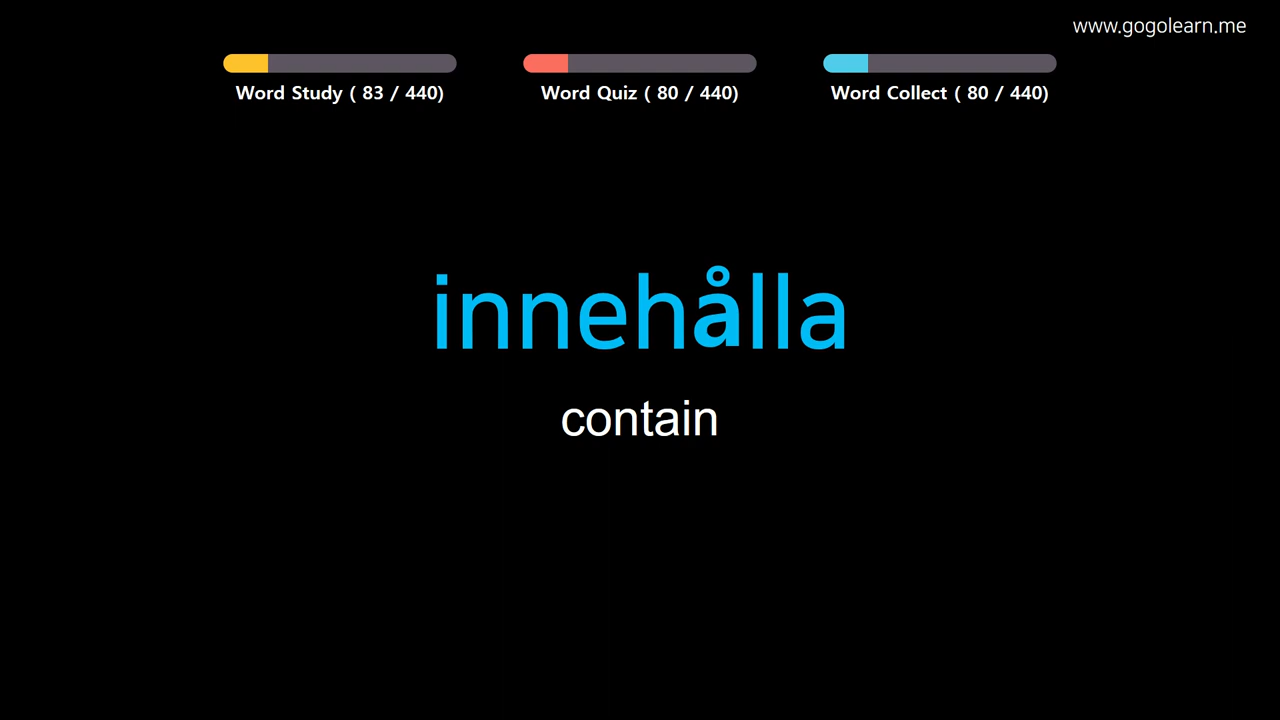 www.gogolearn.me
Word Study ( 83 / 440)
Word Quiz ( 80 / 440)
Word Collect ( 80 / 440)
innehålla
contain